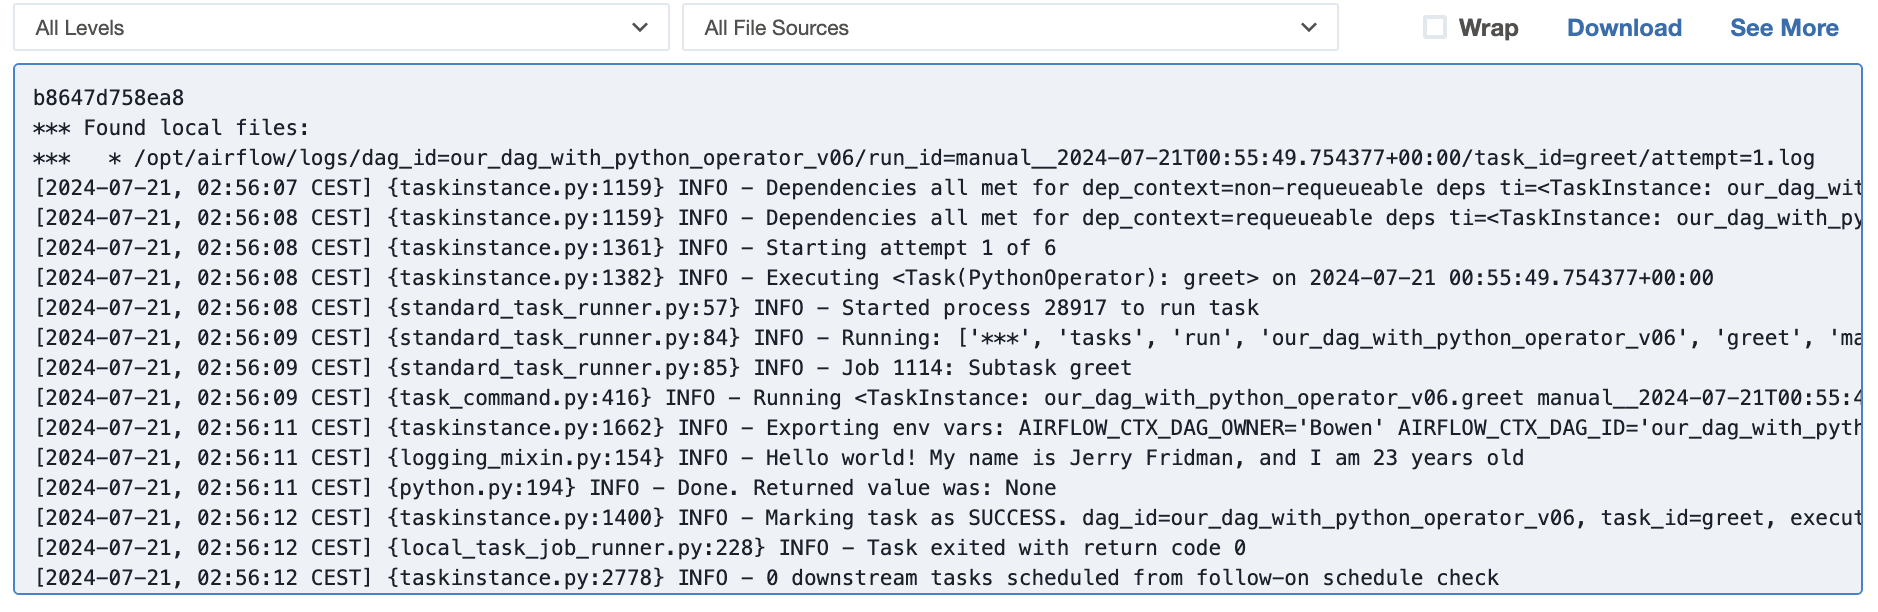 All Levels
All File Sources
Wrap
Download
See More
b8647d758ea8
*** Found local files:
***   * /opt/airflow/logs/dag_id=our_dag_with_python_operator_v06/run_id=manual__2024-07-21T00:55:49.754377+00:00/task_id=greet/attempt=1.log
[2024-07-21, 02:56:07 CEST] {taskinstance.py:1159} INFO - Dependencies all met for dep_context=non-requeueable deps ti=<TaskInstance: our_dag_wit
[2024-07-21, 02:56:08 CEST] {taskinstance.py:1159} INFO - Dependencies all met for dep_context=requeueable deps ti=<TaskInstance: our_dag_with_py
[2024-07-21, 02:56:08 CEST] {taskinstance.py:1361} INFO - Starting attempt 1 of 6
[2024-07-21, 02:56:08 CEST] {taskinstance.py:1382} INFO - Executing <Task(PythonOperator): greet> on 2024-07-21 00:55:49.754377+00:00
[2024-07-21, 02:56:08 CEST] {standard_task_runner.py:57} INFO - Started process 28917 to run task
[2024-07-21, 02:56:09 CEST] {standard_task_runner.py:84} INFO - Running: ['***', 'tasks', 'run', 'our_dag_with_python_operator_v06', 'greet', 'ma
[2024-07-21, 02:56:09 CEST] {standard_task_runner.py:85} INFO - Job 1114: Subtask greet
[2024-07-21, 02:56:09 CEST] {task_command.py:416} INFO - Running <TaskInstance: our_dag_with_python_operator_v06.greet manual__2024-07-21T00:55:4
[2024-07-21, 02:56:11 CEST] {taskinstance.py:1662} INFO - Exporting env vars: AIRFLOW_CTX_DAG_OWNER='Bowen' AIRFLOW_CTX_DAG_ID='our_dag_with_pyth
[2024-07-21, 02:56:11 CEST] {logging_mixin.py:154} INFO - Hello world! My name is Jerry Fridman, and I am 23 years old
[2024-07-21, 02:56:11 CEST] {python.py:194} INFO - Done. Returned value was: None
[2024-07-21, 02:56:12 CEST] {taskinstance.py:1400} INFO - Marking task as SUCCESS. dag_id=our_dag_with_python_operator_v06, task_id=greet, execut
[2024-07-21, 02:56:12 CEST] {local_task_job_runner.py:228} INFO - Task exited with return code 0
[2024-07-21, 02:56:12 CEST] {taskinstance.py:2778} INFO - 0 downstream tasks scheduled from follow-on schedule check